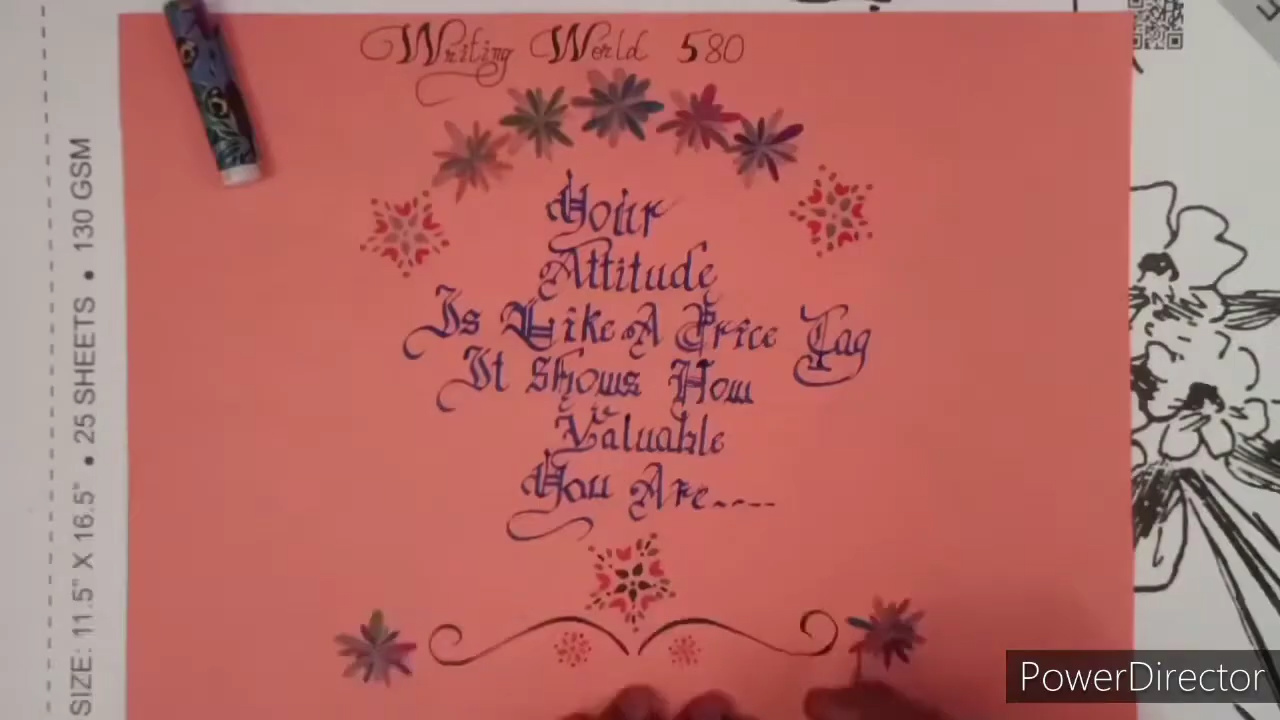 Writing World 580
Your
Attitude
Is Like A Price Tag
It Shows How
Valuable
You Are----
SIZE: 11.5" X 16.5" • 25 SHEETS • 130 GSM
PowerDirector